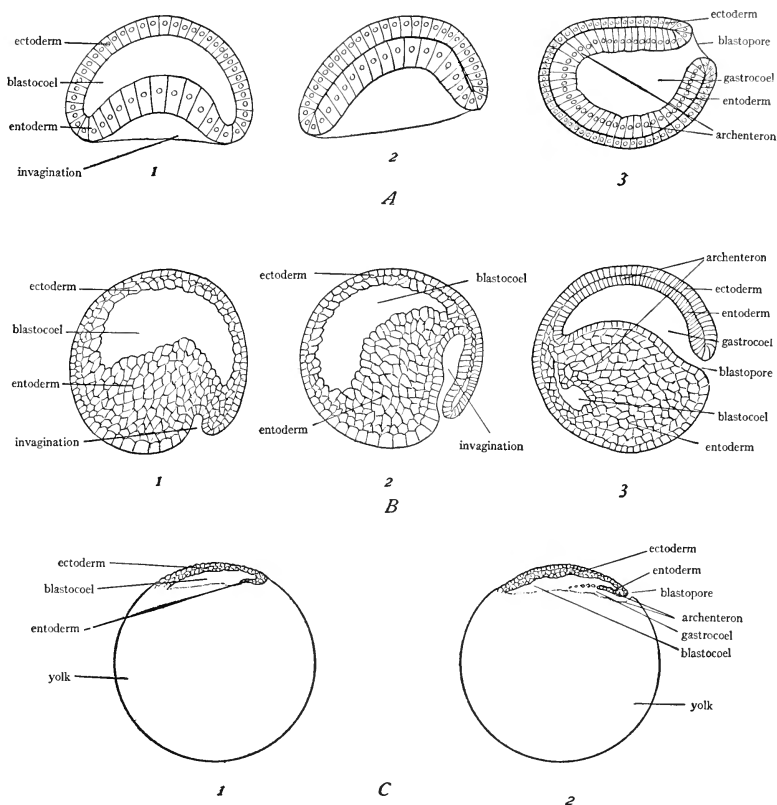 ectoderm
blastocoel
entoderm
invagination
1
2
ectoderm
blastopore
gastrocoel
entoderm
archenteron
3
A
ectoderm
blastocoel
entoderm
invagination
1
ectoderm
blastocoel
entoderm
invagination
2
archenteron
ectoderm
entoderm
gastrocoel
blastopore
blastocoel
entoderm
3
B
ectoderm
blastocoel
entoderm
yolk
1
ectoderm
entoderm
blastopore
archenteron
gastrocoel
blastocoel
yolk
2
C